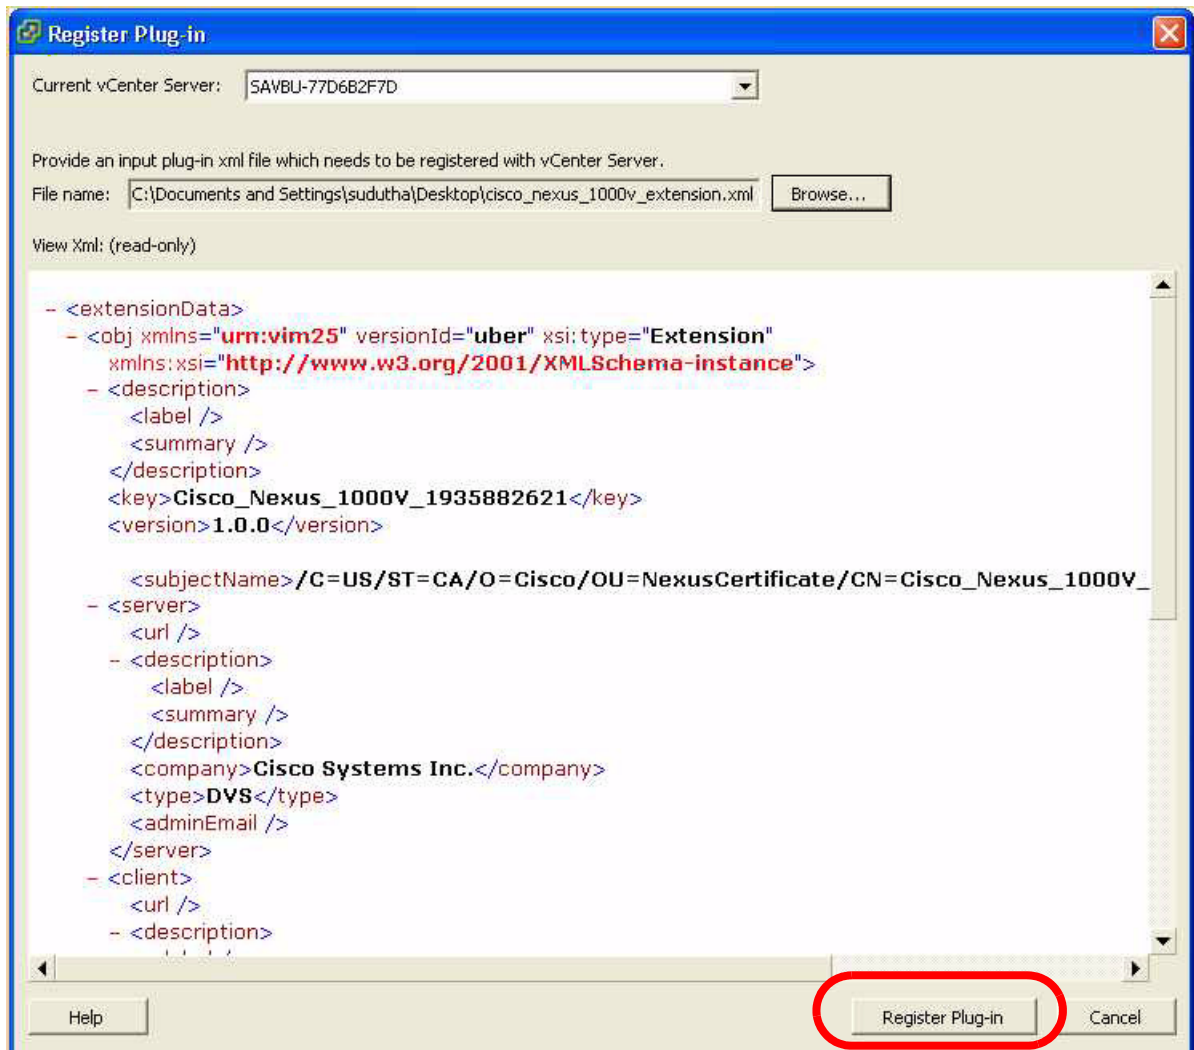 Register Plug-in
Current vCenter Server: SAVBU-77D6B2F7D
Provide an input plug-in xml file which needs to be registered with vCenter Server.
File name: C:\Documents and Settings\sudutha\Desktop\cisco_nexus_1000v_extension.xml Browse...
View Xml: (read-only)
- <extensionData>
- <obj xmlns="urn:vim25" versionId="uber" xsi:type="Extension"
xmlns:xsi="http://www.w3.org/2001/XMLSchema-instance">
- <description>
<label />
<summary />
</description>
<key>Cisco_Nexus_1000V_1935882621</key>
<version>1.0.0</version>
<subjectName>/C=US/ST=CA/O=Cisco/OU=NexusCertificate/CN=Cisco_Nexus_1000V_
- <server>
<url />
- <description>
<label />
<summary />
</description>
<company>Cisco Systems Inc.</company>
<type>DVS</type>
<adminEmail />
</server>
- <client>
<url />
- <description>
Help Register Plug-in Cancel